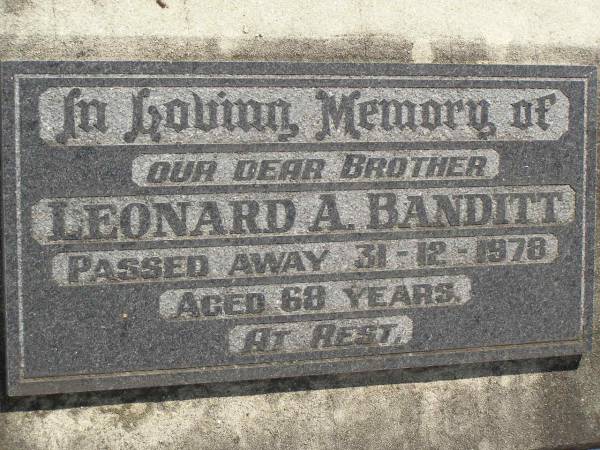 In Loving Memory of
OUR DEAR BROTHER
LEONARD A. BANDITT
PASSED AWAY 31-12-1978
AGED 68 YEARS.
AT REST.